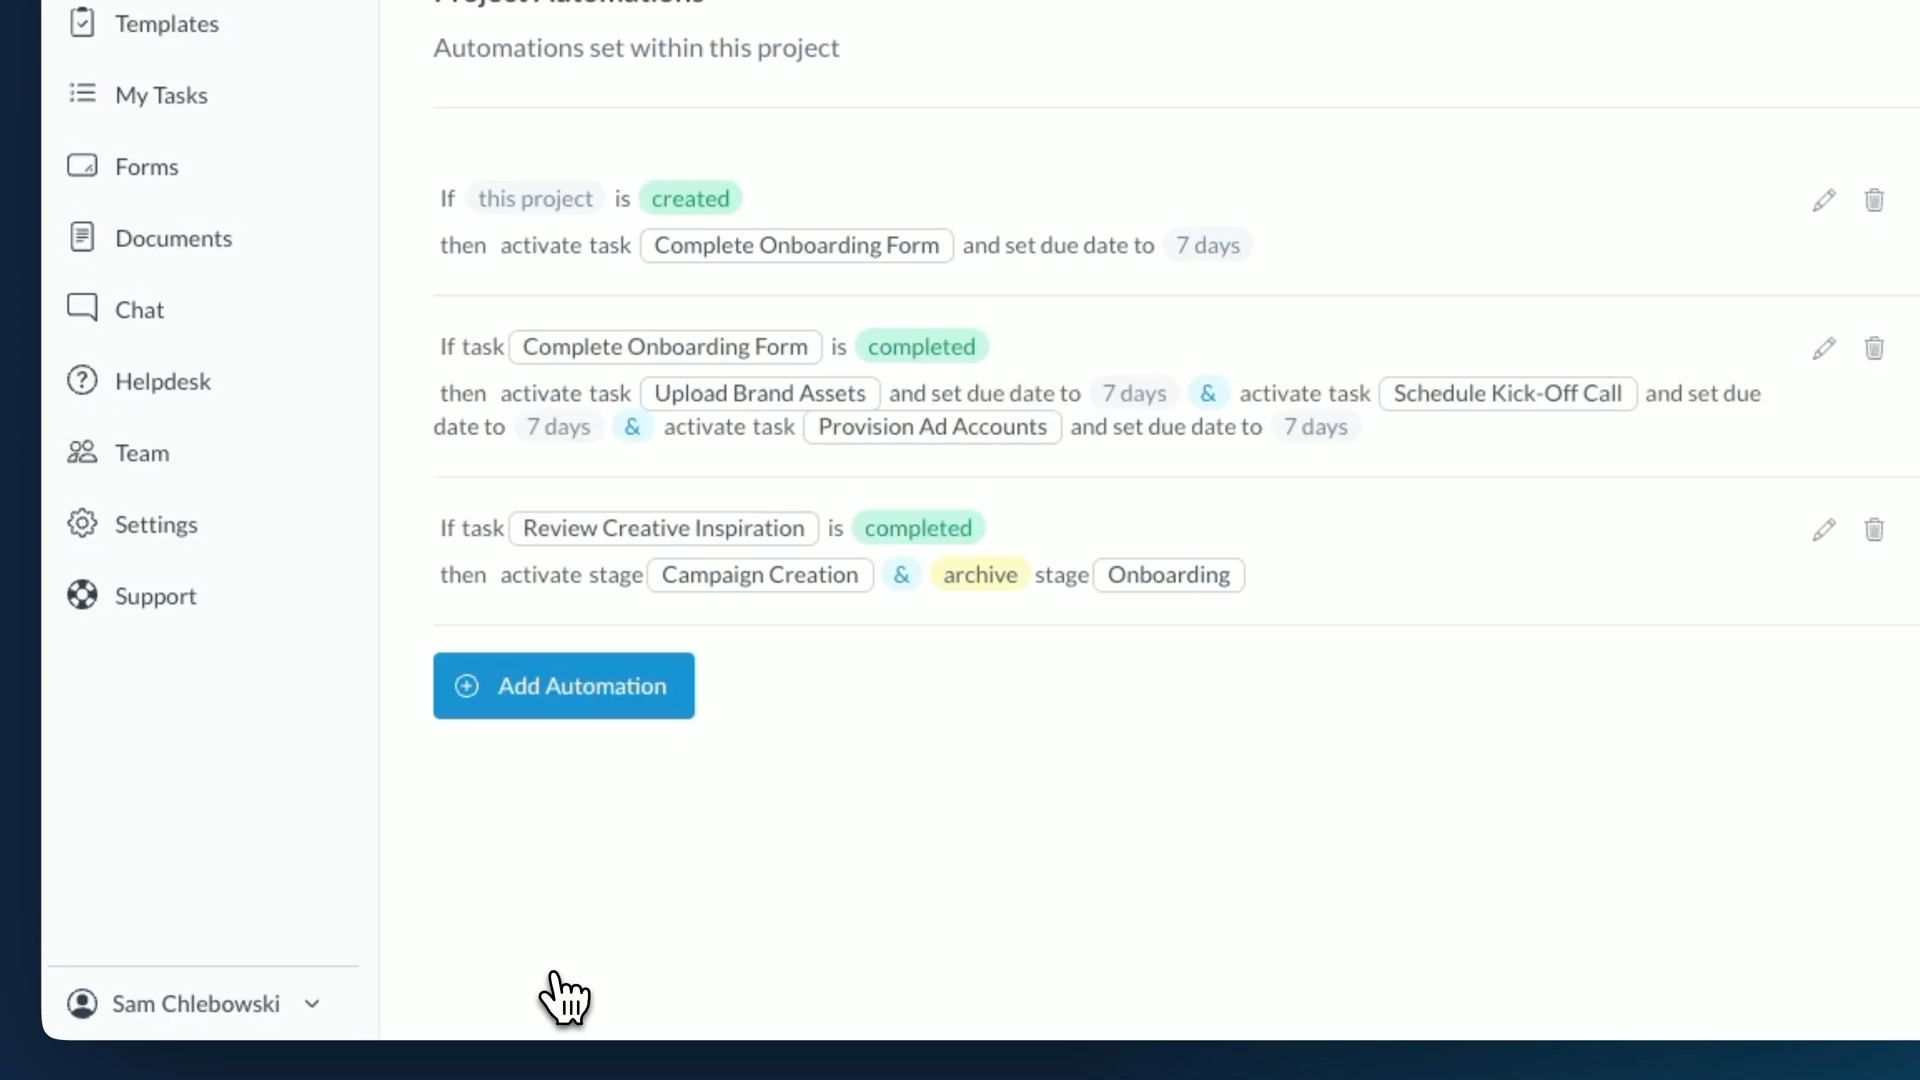 Project Automations
Automations set within this project
Templates
My Tasks
Forms
Documents
Chat
Helpdesk
Team
Settings
Support
Sam Chlebowski
If this project is created
then activate task Complete Onboarding Form and set due date to 7 days
If task Complete Onboarding Form is completed
then activate task Upload Brand Assets and set due date to 7 days & activate task Schedule Kick-Off Call and set due
date to 7 days & activate task Provision Ad Accounts and set due date to 7 days
If task Review Creative Inspiration is completed
then activate stage Campaign Creation & archive stage Onboarding
Add Automation